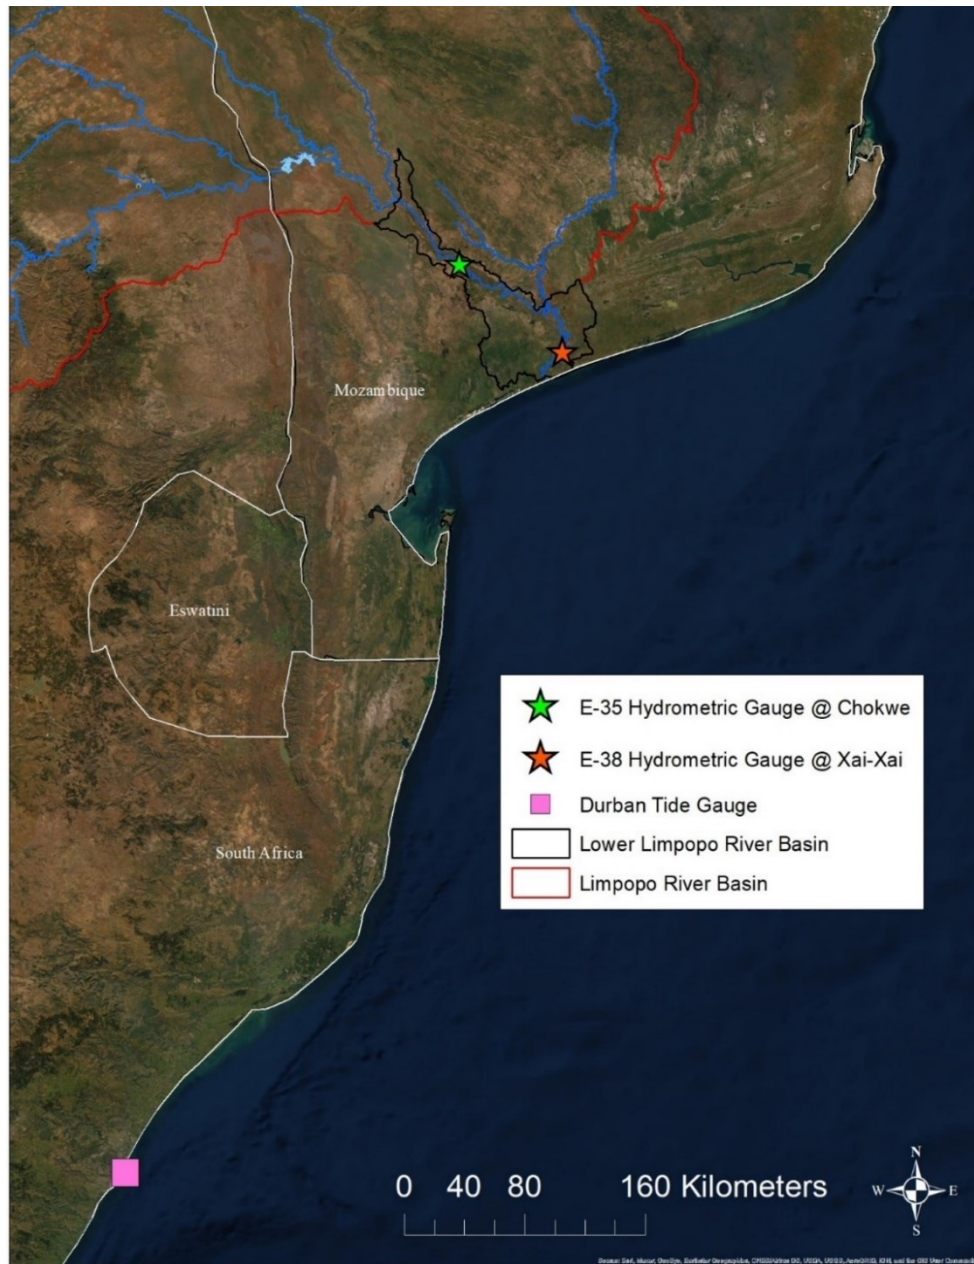 Mozambique
Eswatini
E-35 Hydrometric Gauge @ Chokwe
E-38 Hydrometric Gauge @ Xai-Xai
Durban Tide Gauge
Lower Limpopo River Basin
Limpopo River Basin
South Africa
0 40 80 160 Kilometers
N
W E
S